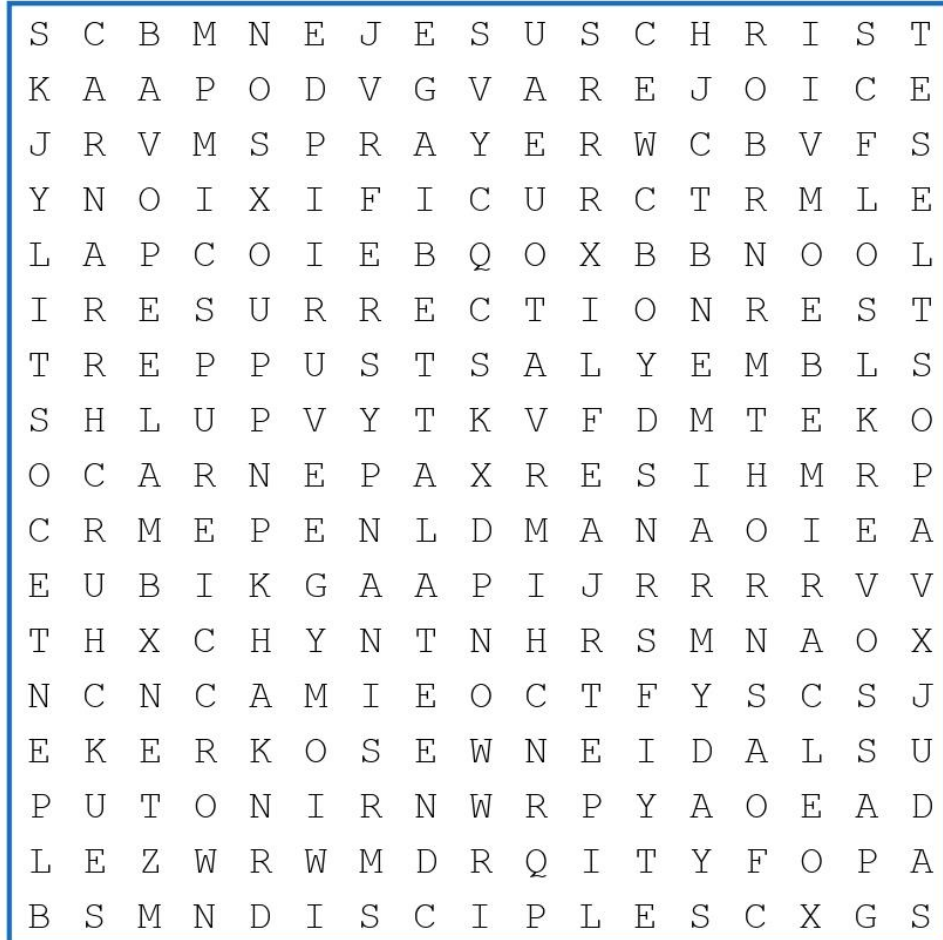 S C B M N E J E S U S C H R I S T
K A A P O D V G V A R E J O I C E
J R V M S P R A Y E R W C B V F S
Y N O I X I F I C U R C T R M L E
L A P C O I E B Q O X B B N O O L
I R E S U R R E C T I O N R E S T
T R E P P U S T S A L Y E M B L S
S H L U P V Y T K V F D M T E K O
O C A R N E P A X R E S I H M R P
C R M E P E N L D M A N A O I E A
E U B I K G A A P I J R R R R V V
T H X C H Y N T N H R S M N A O X
N C N C A M I E O C T F Y S C S J
E K E R K O S E W N E I D A L S U
P U T O N I R N W R P Y A O E A D
L E Z W R W M D R Q I T Y F O P A
B S M N D I S C I P L E S C X G S